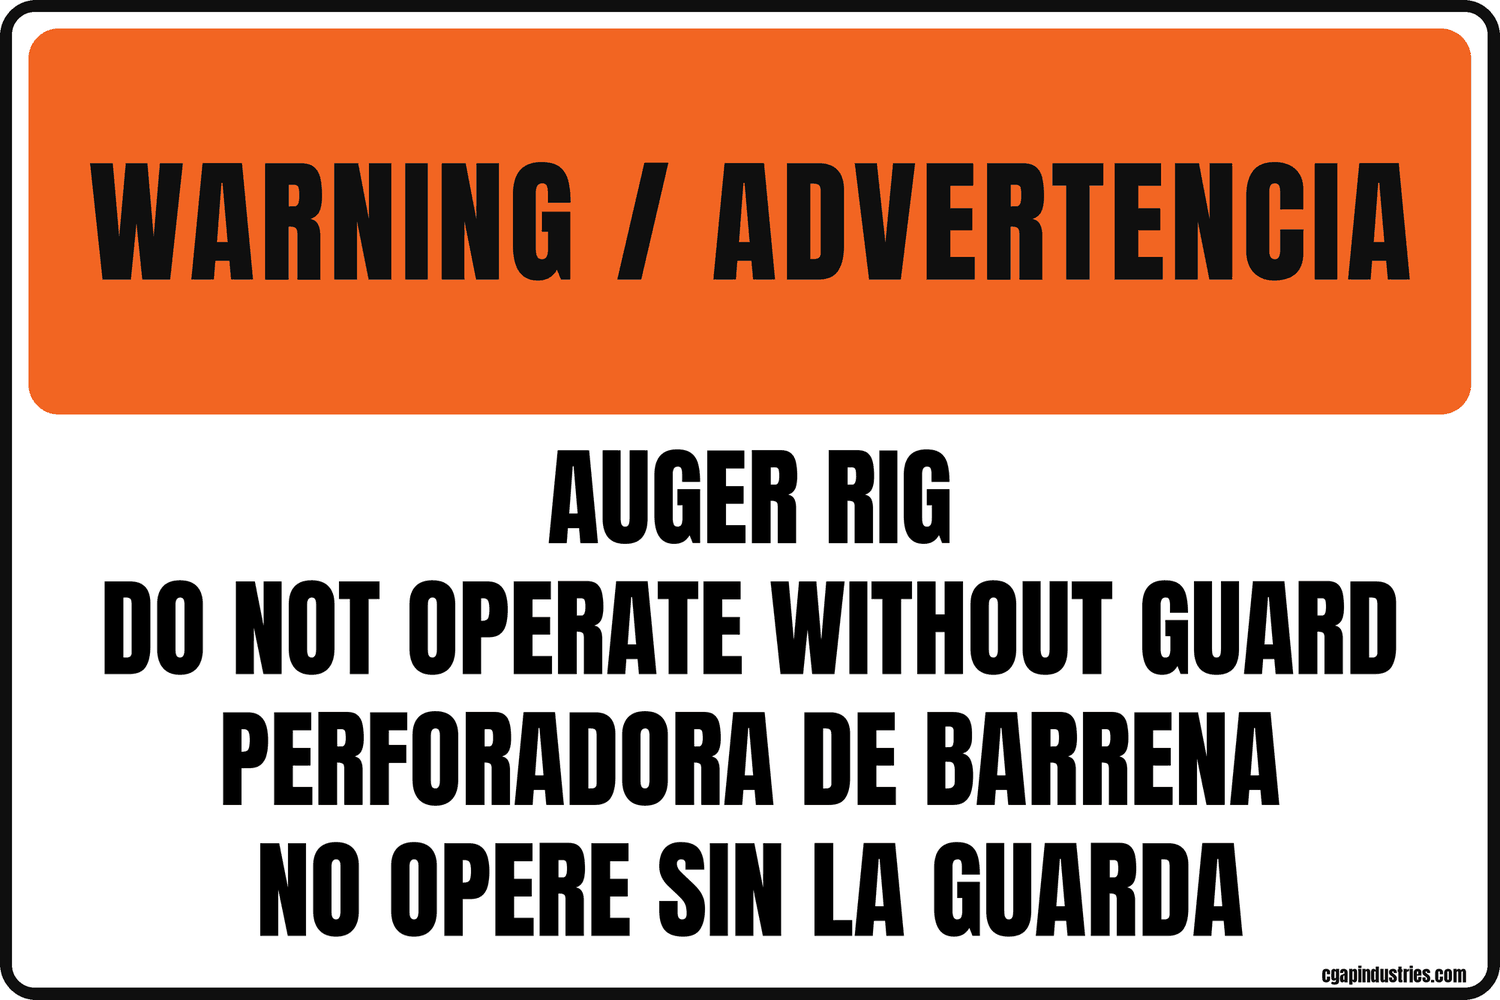 WARNING / ADVERTENCIA
AUGER RIG
DO NOT OPERATE WITHOUT GUARD
PERFORADORA DE BARRENA
NO OPERE SIN LA GUARDA
cgapindustries.com